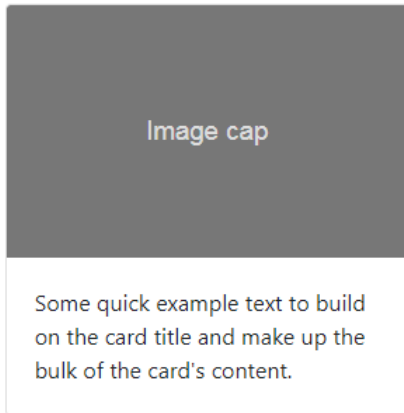 Image cap
Some quick example text to build
on the card title and make up the
bulk of the card's content.